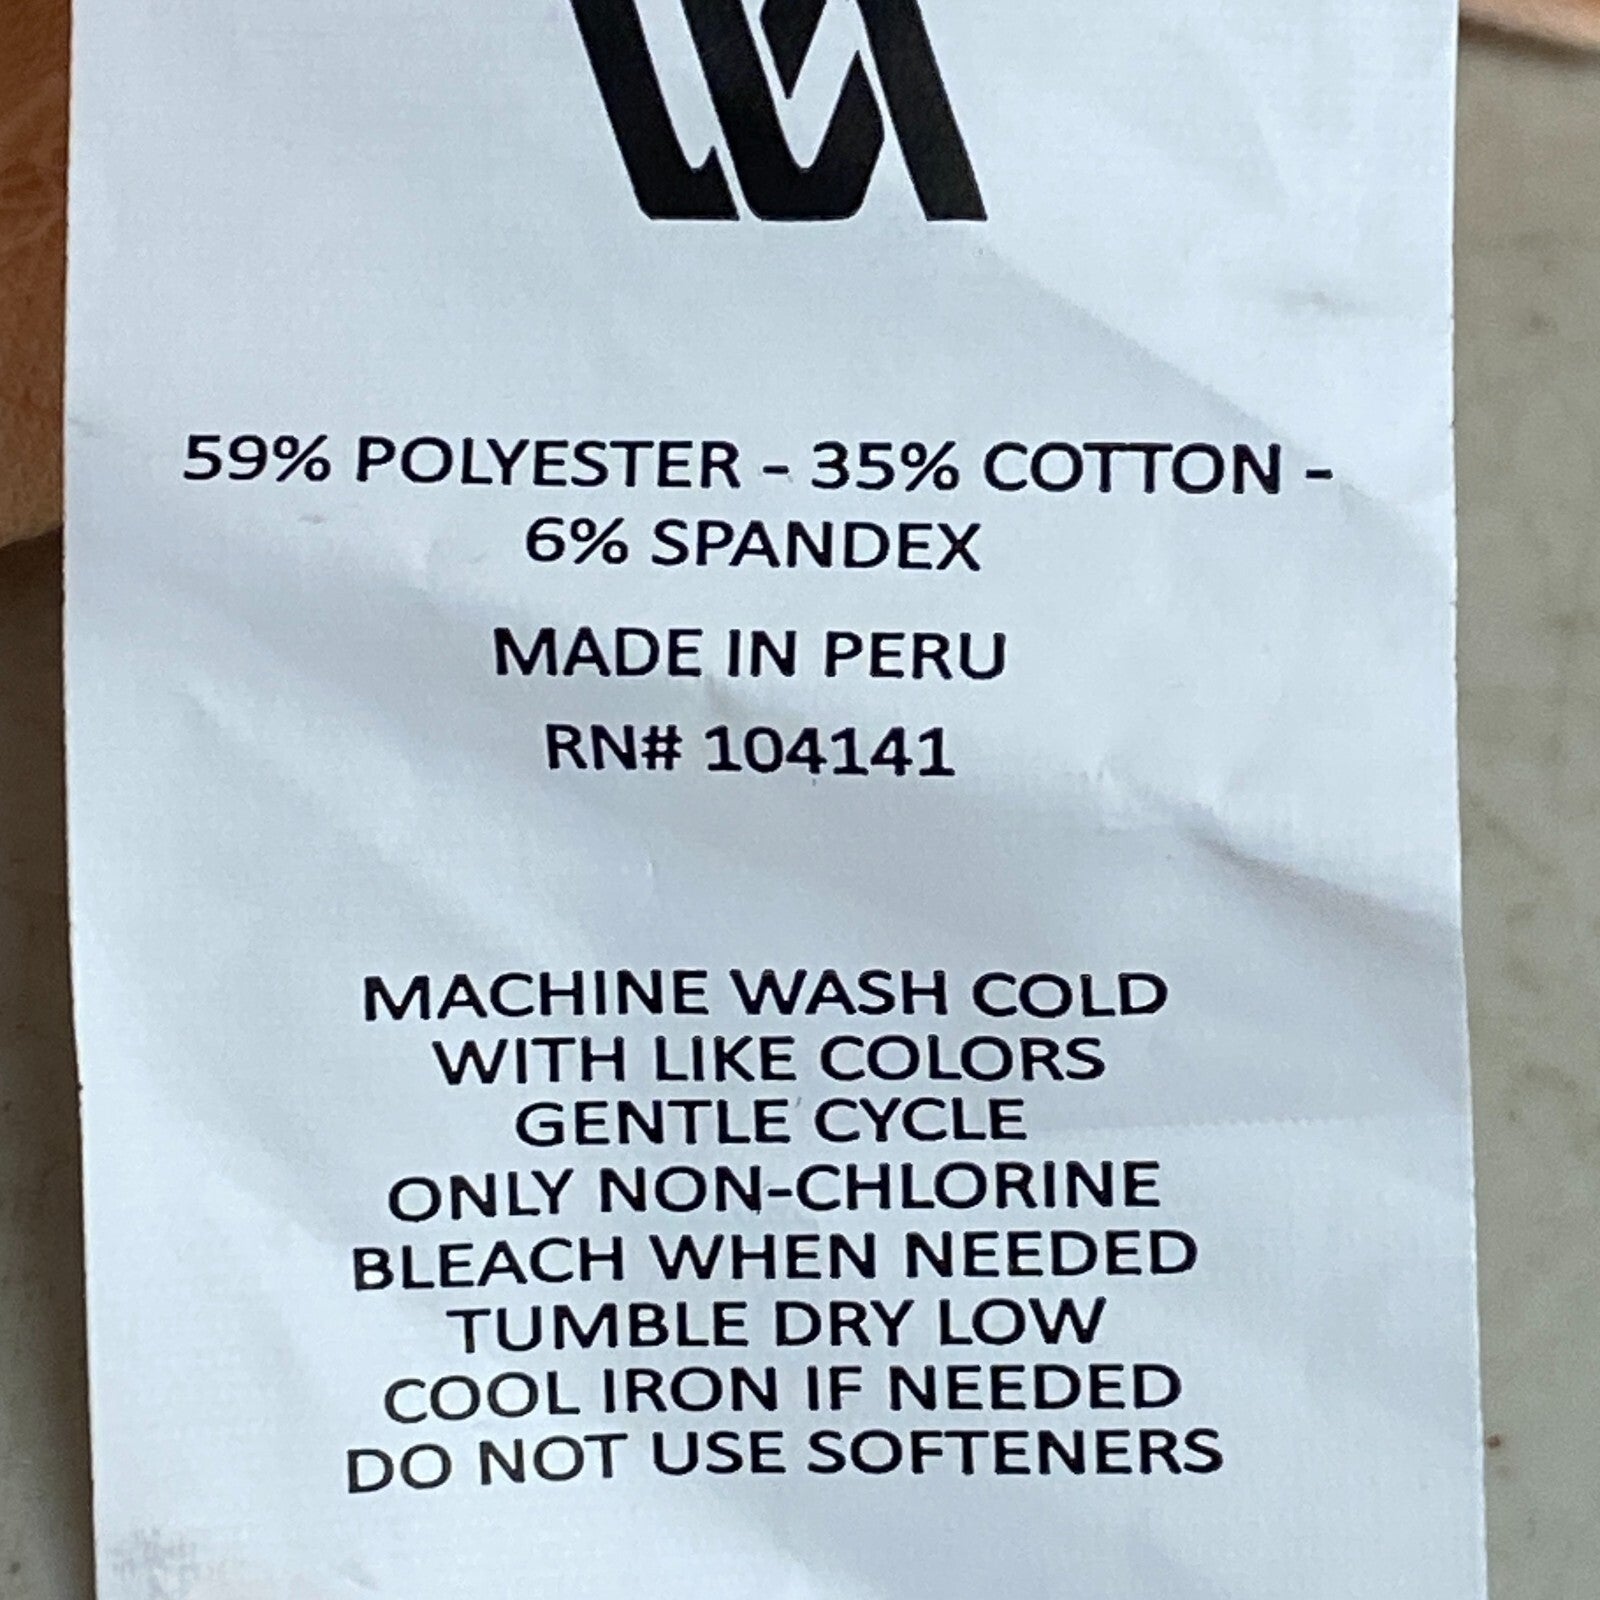 59% POLYESTER - 35% COTTON -
6% SPANDEX
MADE IN PERU
RN# 104141
MACHINE WASH COLD
WITH LIKE COLORS
GENTLE CYCLE
ONLY NON-CHLORINE
BLEACH WHEN NEEDED
TUMBLE DRY LOW
COOL IRON IF NEEDED
DO NOT USE SOFTENERS